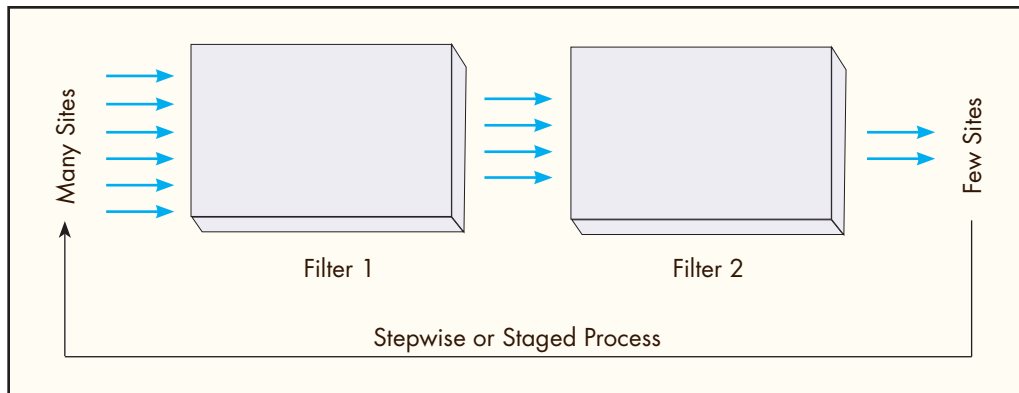 Many Sites
Filter 1
Filter 2
Few Sites
Stepwise or Staged Process